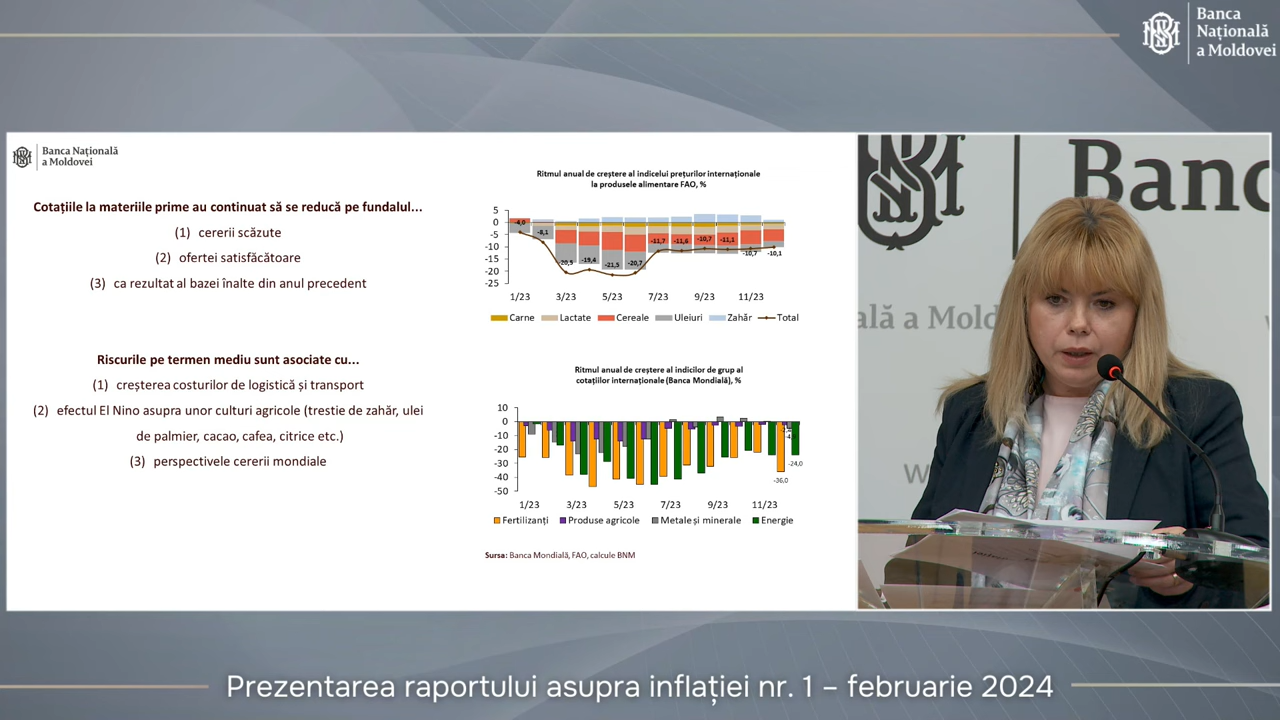 Banca
Națională
a Moldovei
Banca Națională
a Moldovei
Cotațiile la materiile prime au continuat să se reducă pe fundalul...
(1) cererii scăzute
(2) ofertei satisfăcătoare
(3) ca rezultat al bazei înalte din anul precedent
Riscurile pe termen mediu sunt asociate cu...
(1) creșterea costurilor de logistică și transport
(2) efectul El Nino asupra unor culturi agricole (trestie de zahăr, ulei
de palmier, cacao, cafea, citrice etc.)
(3) perspectivele cererii mondiale
Ritmul anual de creștere al indicelui prețurilor internaționale
la produsele alimentare FAO, %
5
0
-5
-10
-15
-20
-25
-4,0
-8,1
-20,5
-19,4
-21,5
-20,7
-11,7
-11,6
-10,7
-11,1
-10,7
-10,1
1/23 3/23 5/23 7/23 9/23 11/23
Carne Lactate Cereale Uleiuri Zahăr Total
Ritmul anual de creștere al indicilor de grup al
cotațiilor internaționale (Banca Mondială), %
10
0
-10
-20
-30
-40
-50
-24,0
-36,0
1/23 3/23 5/23 7/23 9/23 11/23
Fertilizanți Produse agricole Metale și minerale Energie
Sursa: Banca Mondială, FAO, calcule BNM
Banc
ală a Mold
Prezentarea raportului asupra inflației nr. 1 – februarie 2024